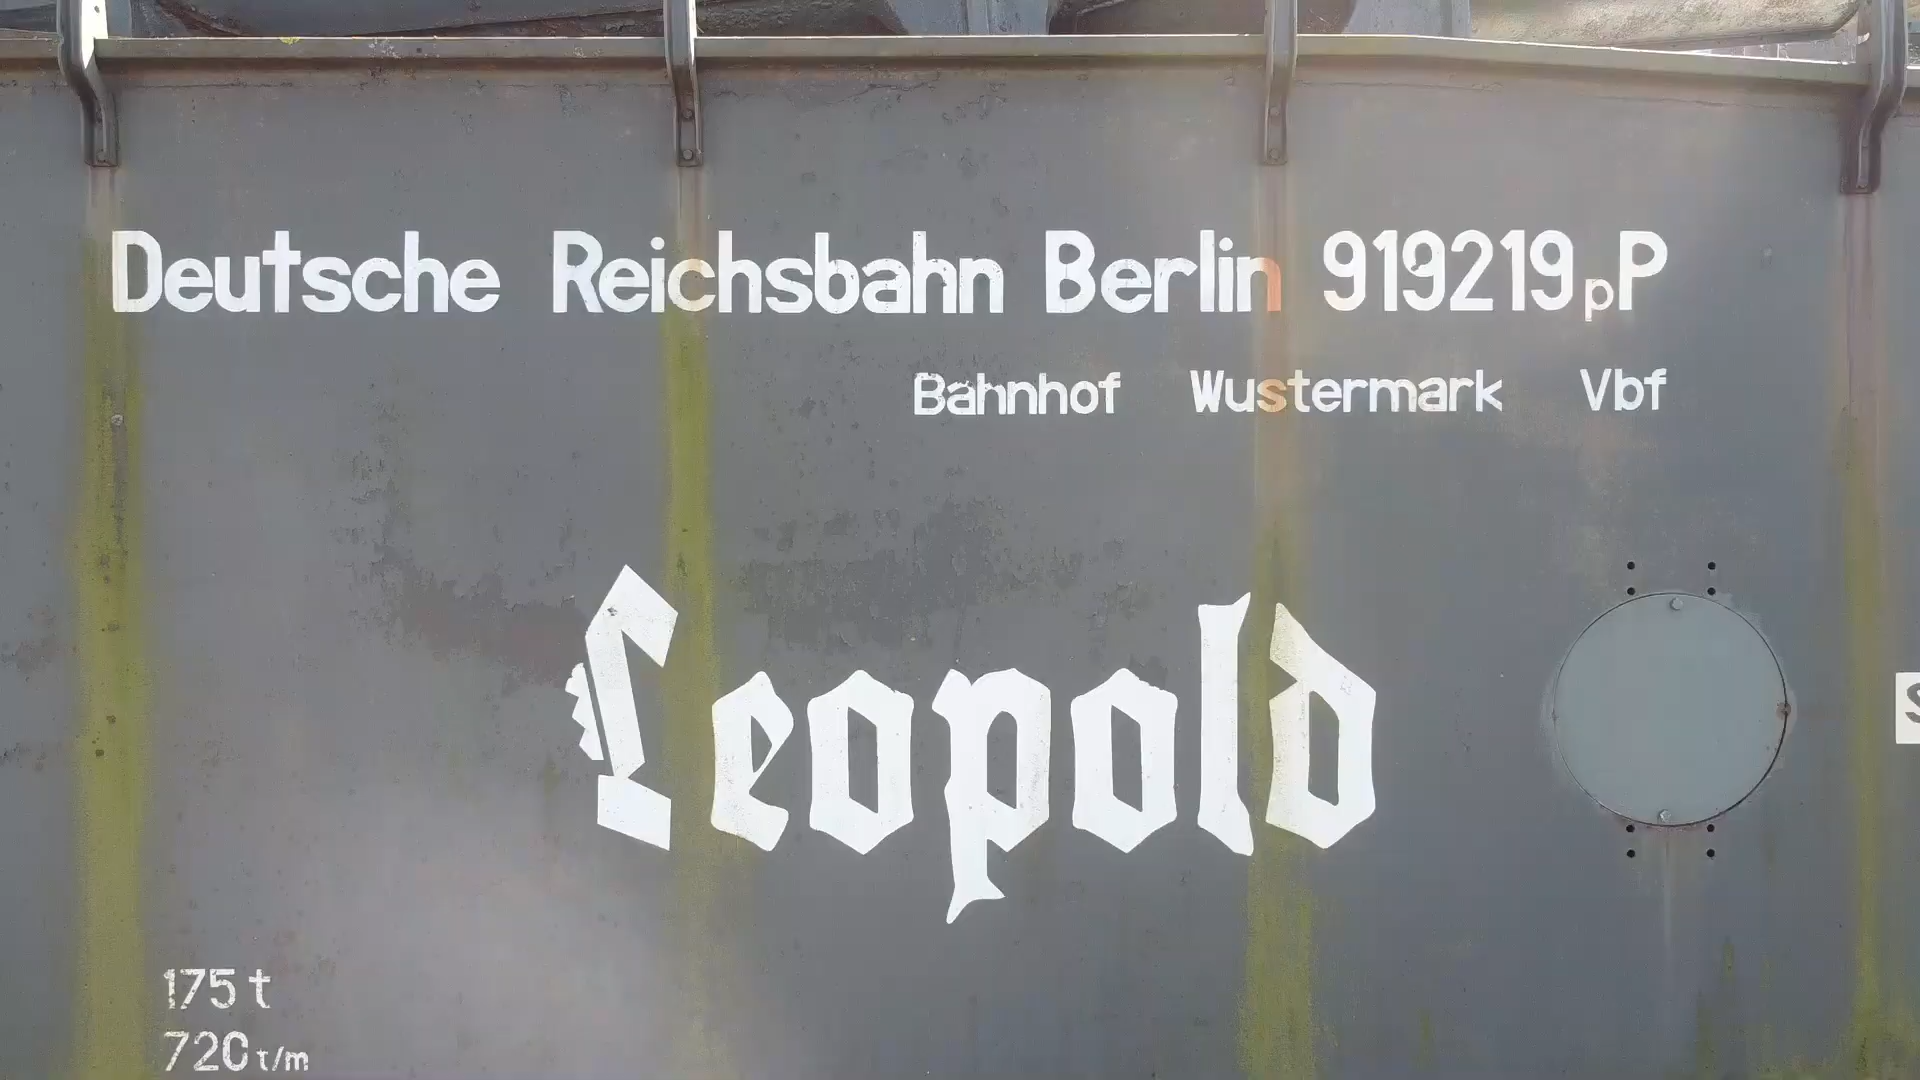 Deutsche Reichsbahn Berlin 919219pP
Bahnhof Wustermark Vbf
Leopold
175 t
720 t/m